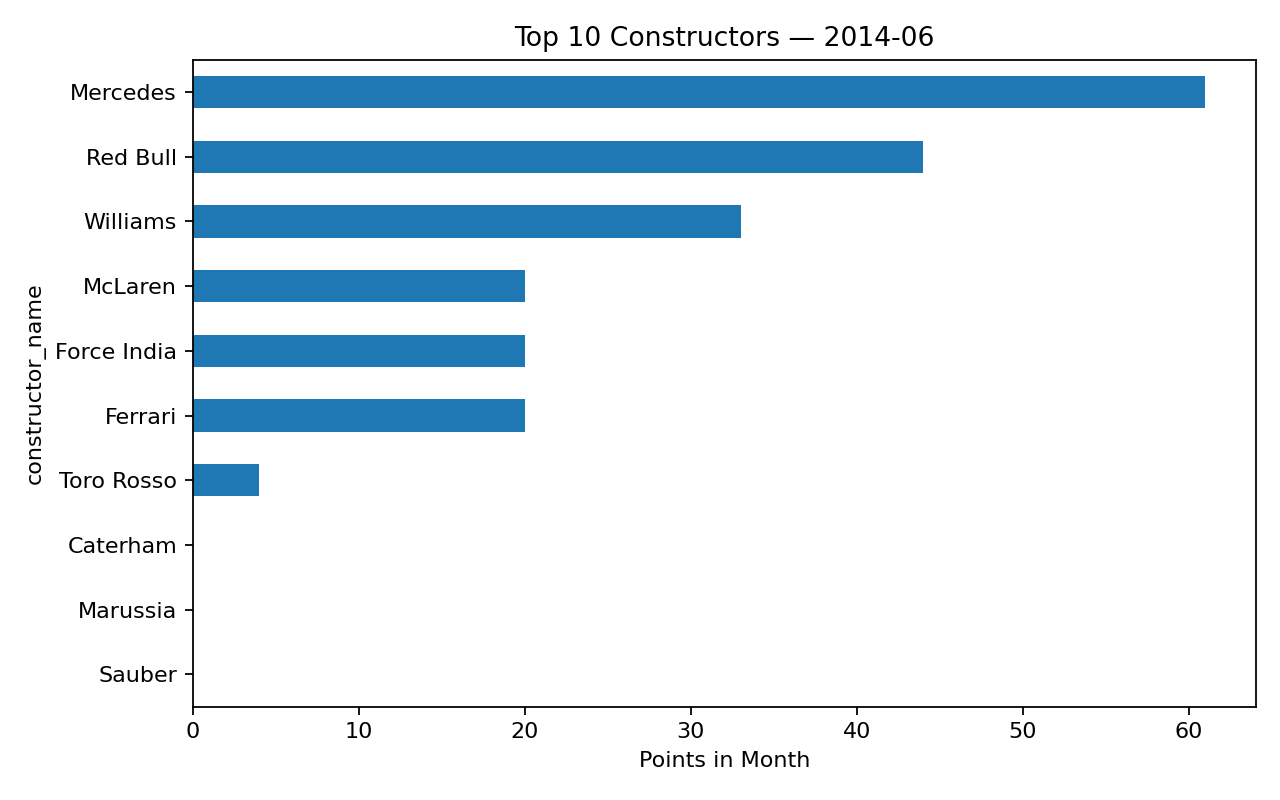 Top 10 Constructors — 2014-06
constructor_name
Mercedes
Red Bull
Williams
McLaren
Force India
Ferrari
Toro Rosso
Caterham
Marussia
Sauber
0 10 20 30 40 50 60
Points in Month